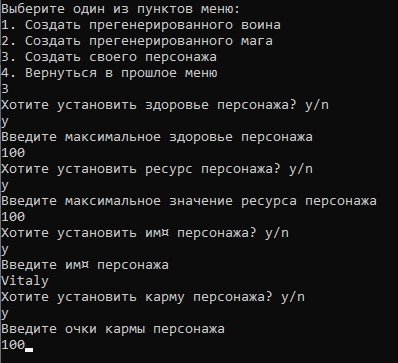 Выберите один из пунктов меню:
1. Создать прегенерированного воина
2. Создать прегенерированного мага
3. Создать своего персонажа
4. Вернуться в прошлое меню
3
Хотите установить здоровье персонажа? y/n
y
Введите максимальное здоровье персонажа
100
Хотите установить ресурс персонажа? y/n
y
Введите максимальное значение ресурса персонажа
100
Хотите установить им¤ персонажа? y/n
y
Введите им¤ персонажа
Vitaly
Хотите установить карму персонажа? y/n
y
Введите очки кармы персонажа
100